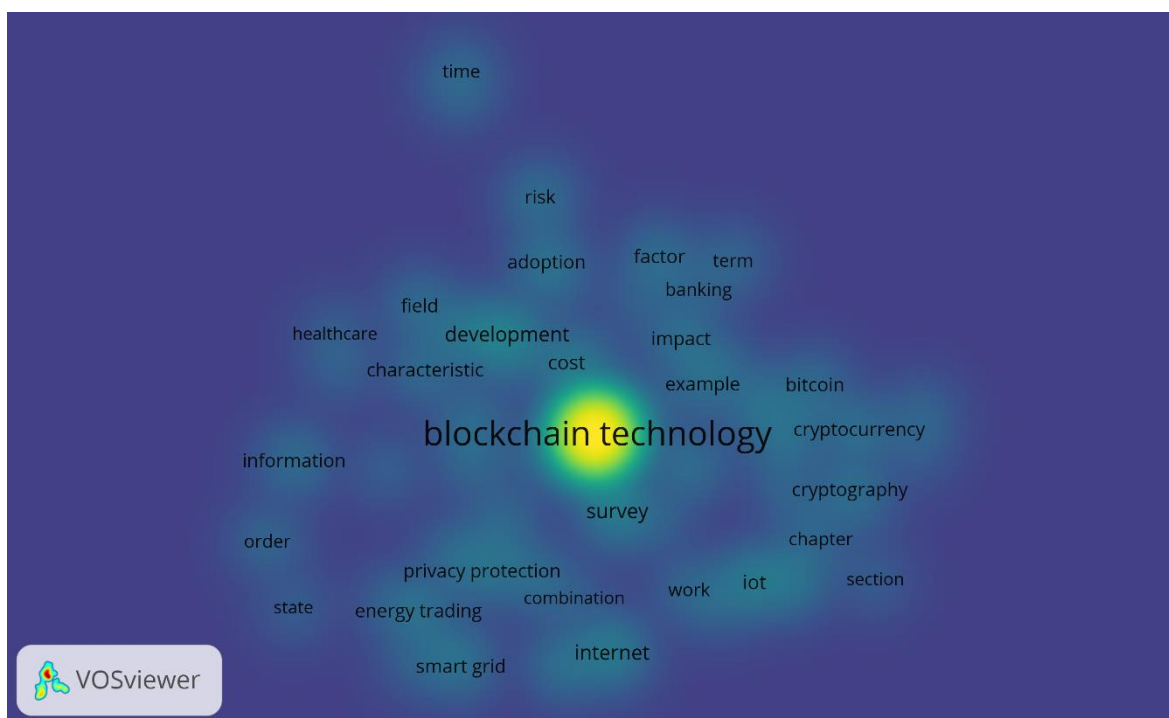 time
risk
adoption
factor
term
banking
field
healthcare
development
impact
cost
characteristic
example
bitcoin
blockchain technology
cryptocurrency
information
cryptography
survey
order
chapter
privacy protection
work
iot
section
combination
state
energy trading
internet
smart grid
VOSviewer